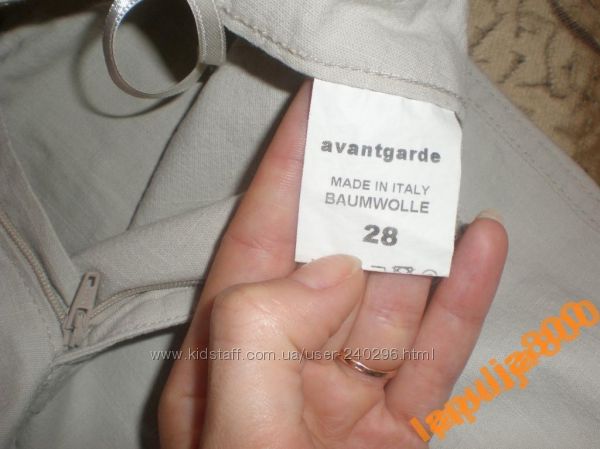 avantgarde
MADE IN ITALY
BAUMWOLLE
28
www.kidstaff.com.ua/user-240296.html
lapulja800